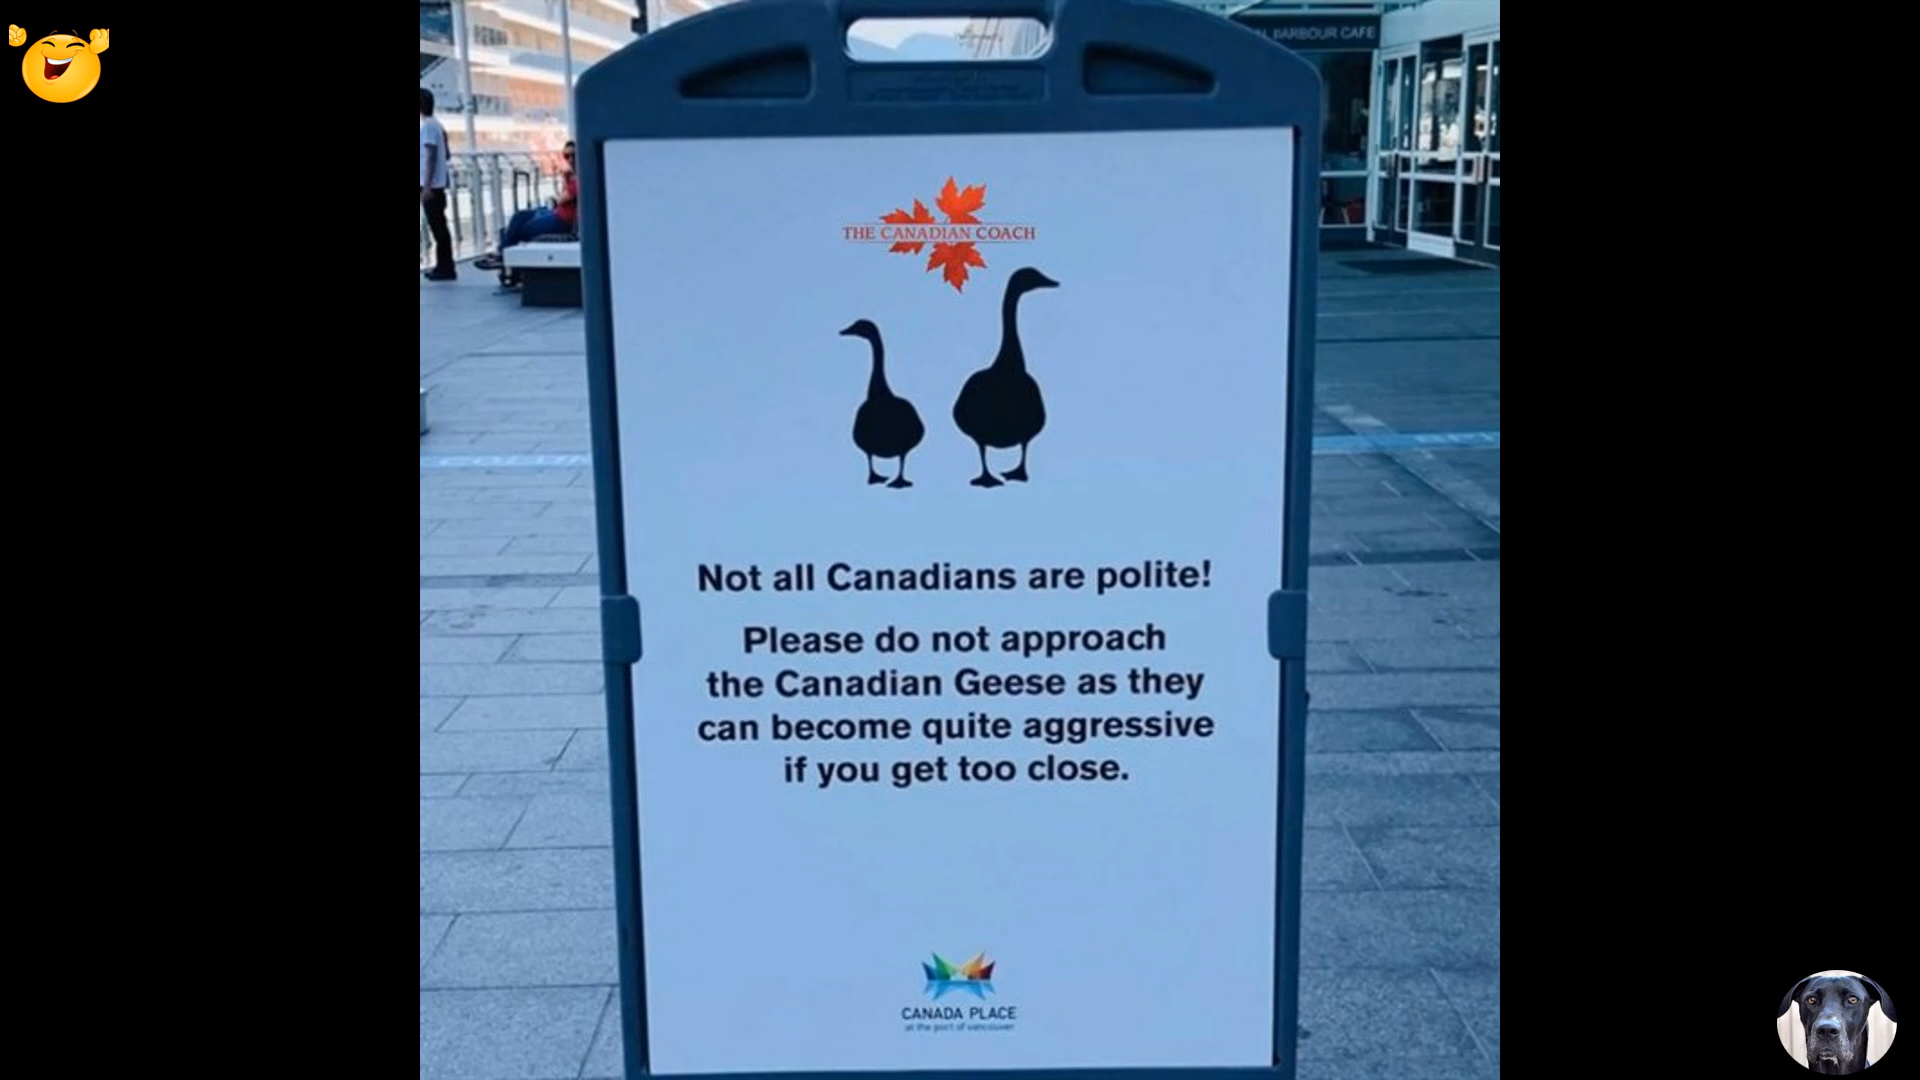 HARBOUR CAFE
THE CANADIAN COACH
Not all Canadians are polite!
Please do not approach
the Canadian Geese as they
can become quite aggressive
if you get too close.
CANADA PLACE
at the port of vancouver